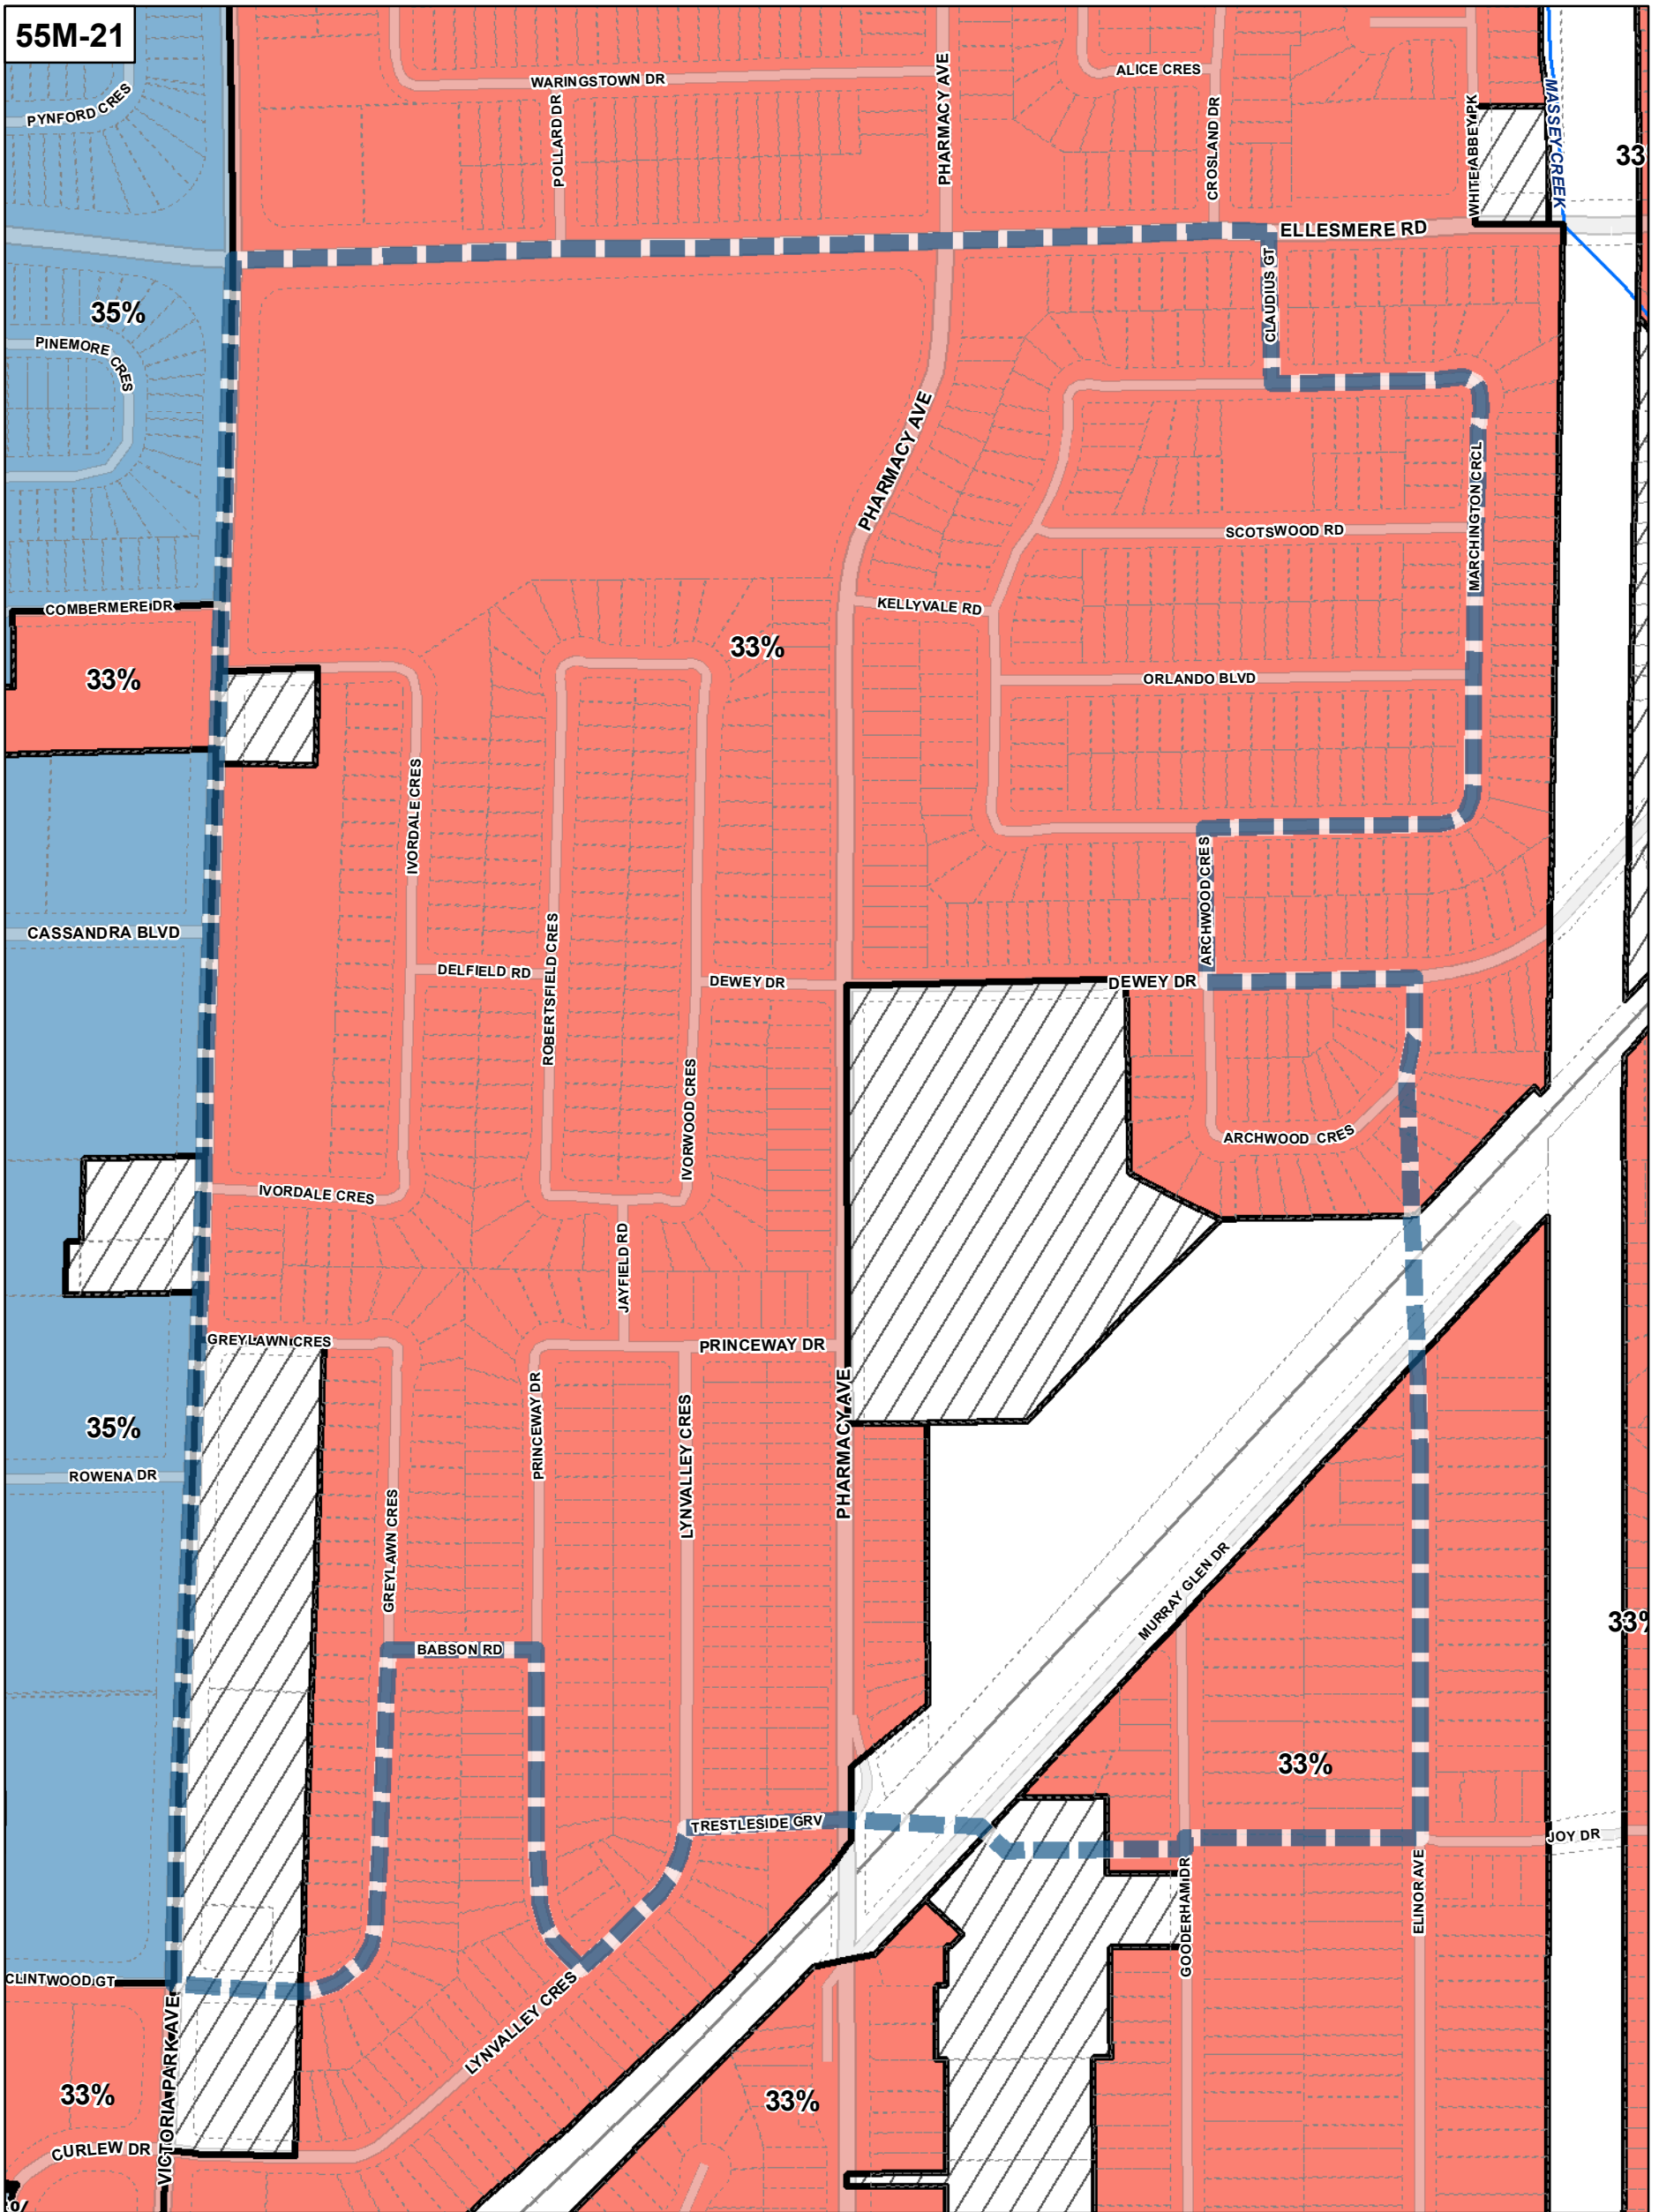 55M-21
PYNFORD CRES
WARINGSTOWN DR
POLLARD DR
PHARMACY AVE
ALICE CRES
CROSLAND DR
WHITE ABBEY PK
MASEY CREEK
33
ELLESMERE RD
CLAUDIUS GT
35%
PINEMORE CRES
PHARMACY AVE
SCOTSWOOD RD
MARCHINGTON CRCL
COMBERMERE DR
KELLYVALE RD
33%
33%
ORLANDO BLVD
IVORDALE CRES
ARCHWOOD CRES
CASSANDRA BLVD
DELFIELD RD
ROBERTSFIELD CRES
DEWEY DR
DEWEY DR
IVORWOOD CRES
ARCHWOOD CRES
IVORDALE CRES
JAYFIELD RD
GREYLAWN CRES
PRINCEWAY DR
35%
ROWENA DR
PRINCEWAY DR
LYNVALLEY CRES
PHARMACY AVE
GREYLAWN CRES
MURRAY GLEN DR
33%
BABSON RD
33%
TRESTLESIDE GRV
JOY DR
GOODERHAM DR
ELINOR AVE
CLINTWOOD GT
LYNVALLEY CRES
VICTORIA PARK AVE
33%
33%
CURLEW DR
%